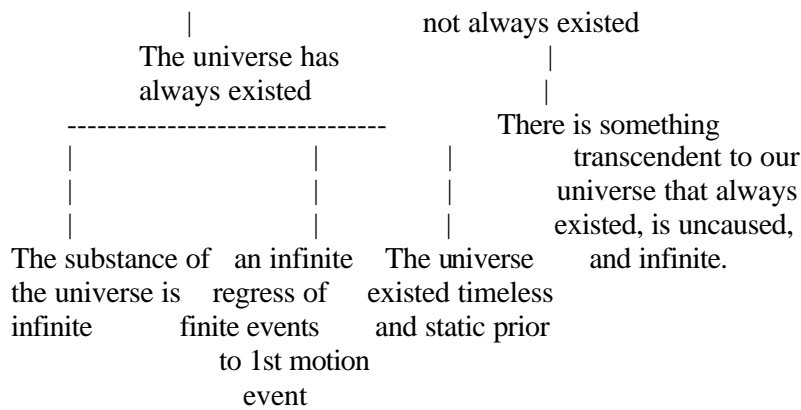 not always existed
The universe has
always existed
There is something
transcendent to our
universe that always
existed, is uncaused,
and infinite.
The substance of
the universe is
infinite
an infinite
regress of
finite events
to 1st motion
event
The universe
existed timeless
and static prior